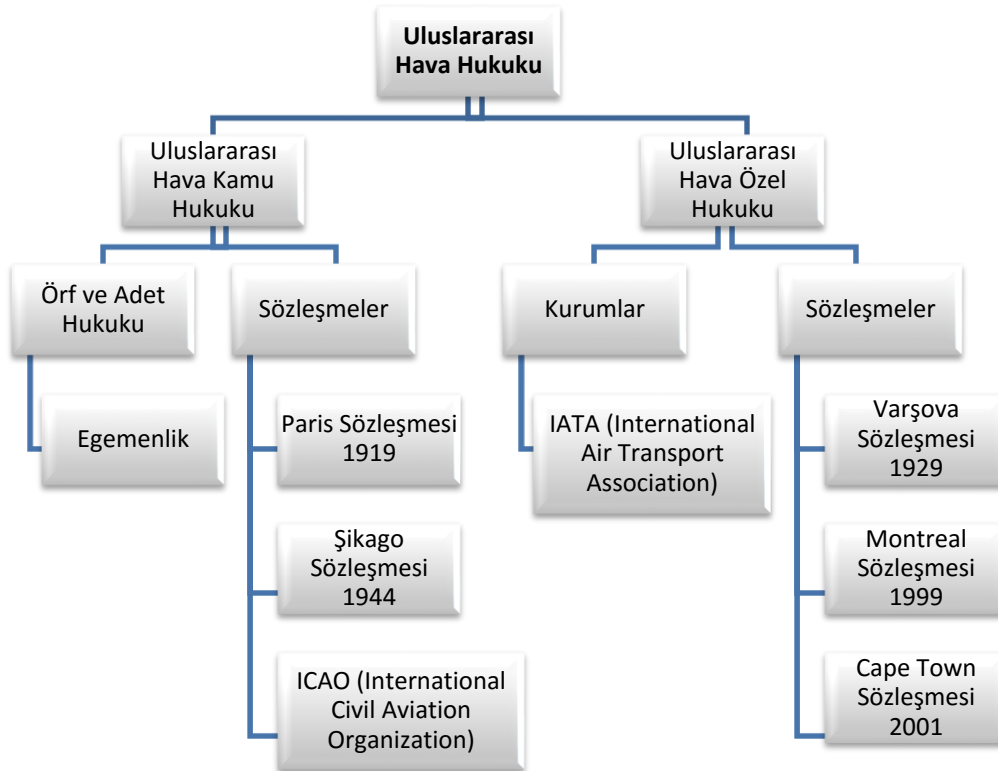 Uluslararası
Hava Hukuku
Uluslararası
Hava Kamu
Hukuku
Uluslararası
Hava Özel
Hukuku
Örf ve Adet
Hukuku
Sözleşmeler
Kurumlar
Sözleşmeler
Egemenlik
Paris Sözleşmesi
1919
IATA (International
Air Transport
Association)
Varşova
Sözleşmesi
1929
Şikago
Sözleşmesi
1944
Montreal
Sözleşmesi
1999
ICAO (International
Civil Aviation
Organization)
Cape Town
Sözleşmesi
2001